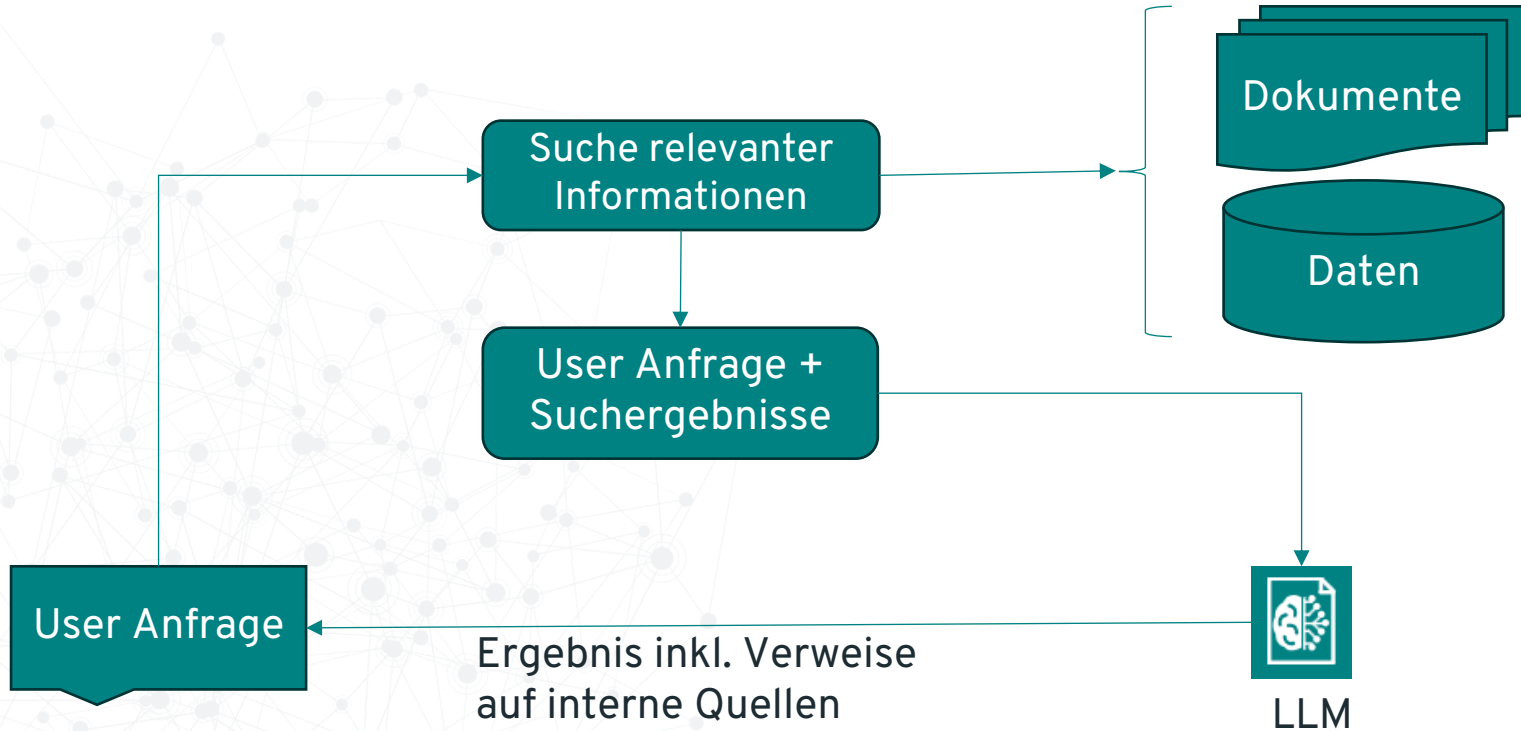 Dokumente
Suche relevanter
Informationen
Daten
User Anfrage +
Suchergebnisse
User Anfrage
Ergebnis inkl. Verweise
auf interne Quellen
LLM